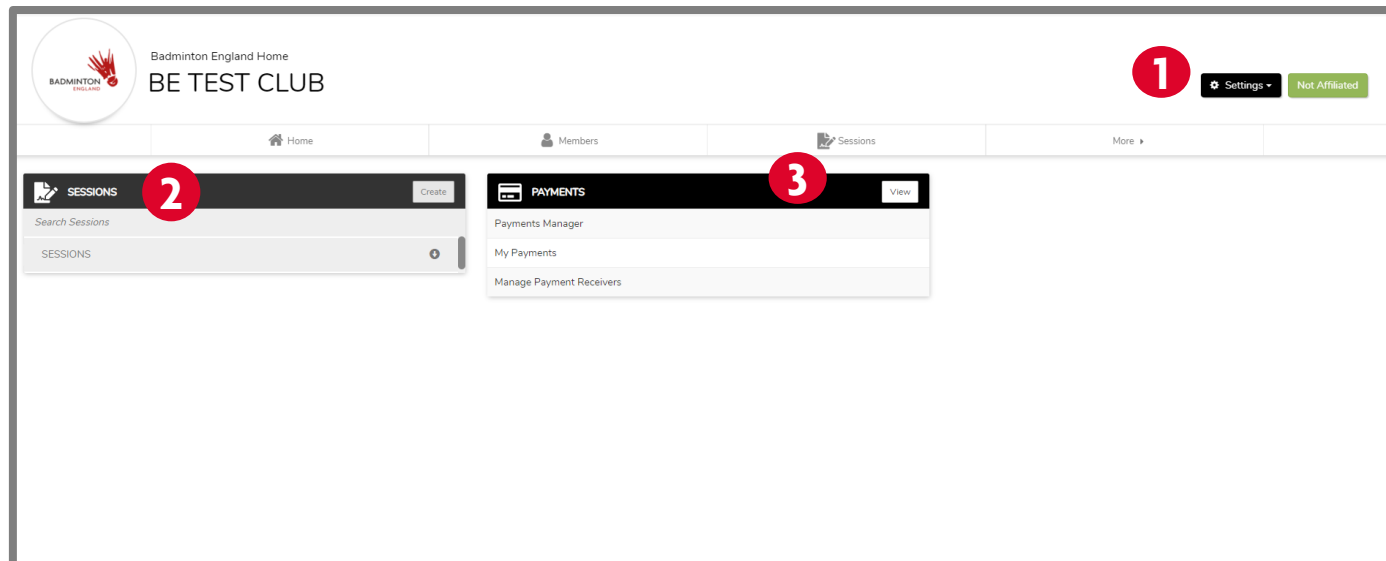 BADMINTON
ENGLAND
Badminton England Home
BE TEST CLUB
1
Settings
Not Affiliated
Home
Members
Sessions
More
SESSIONS
2
Create
Search Sessions
SESSIONS
PAYMENTS
3
View
Payments Manager
My Payments
Manage Payment Receivers